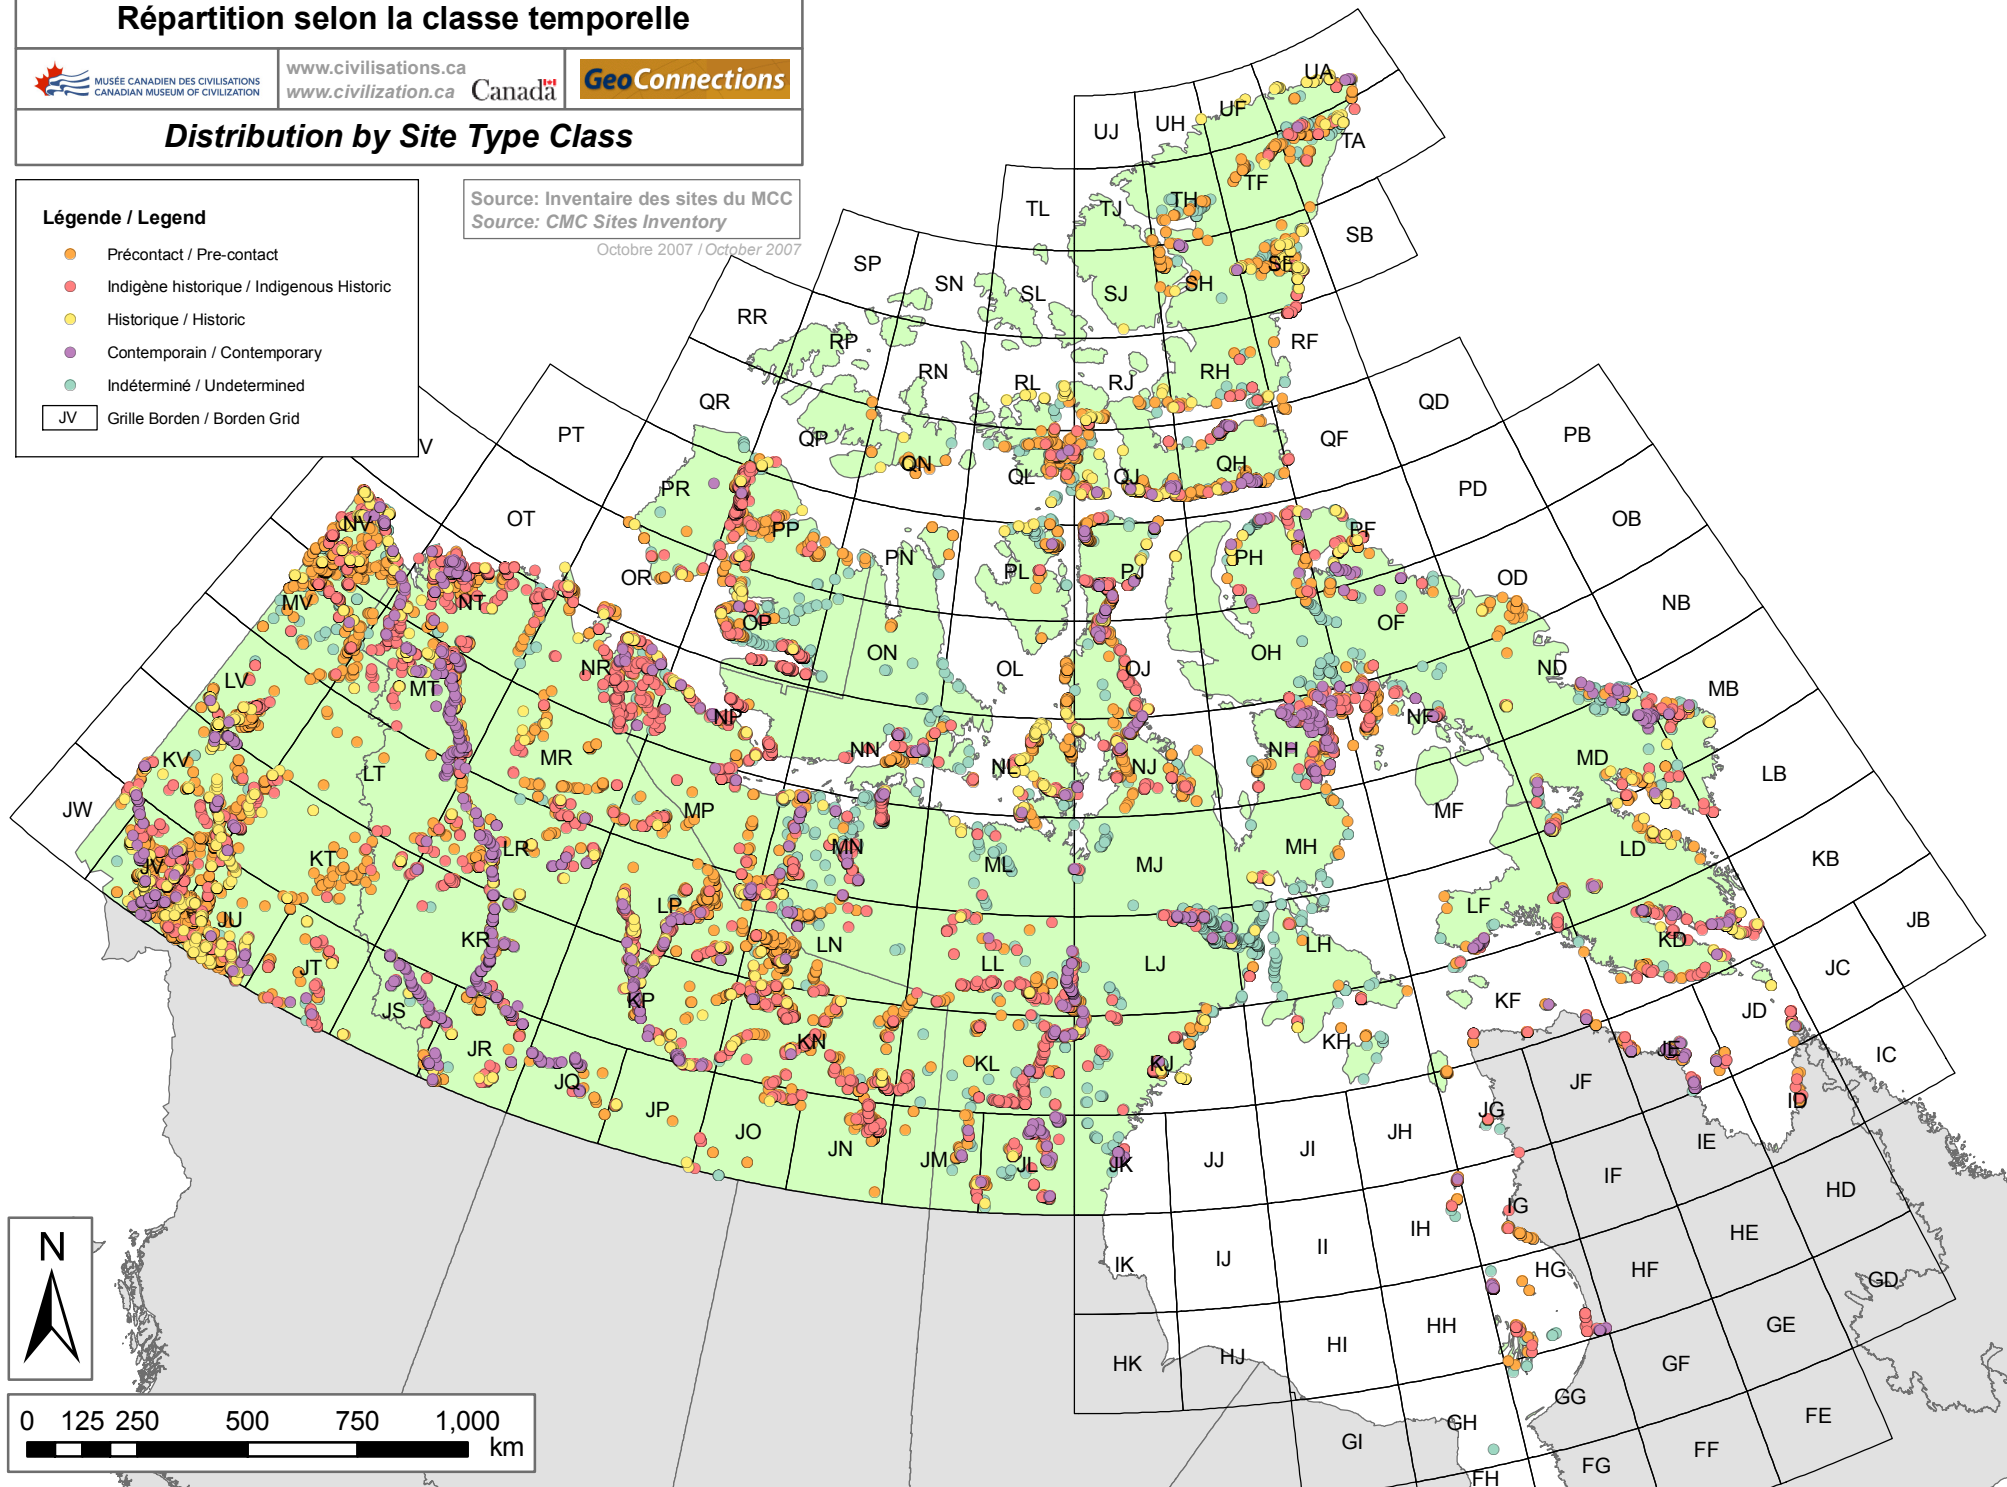 Répartition selon la classe temporelle
MUSÉE CANADIEN DES CIVILISATIONS
CANADIAN MUSEUM OF CIVILIZATION
www.civilisations.ca
www.civilization.ca
Canada
GeoConnections
Distribution by Site Type Class
Légende / Legend
Précontact / Pre-contact
Indigène historique / Indigenous Historic
Historique / Historic
Contemporain / Contemporary
Indéterminé / Undetermined
JV Grille Borden / Borden Grid
Source: Inventaire des sites du MCC
Source: CMC Sites Inventory
Octobre 2007 / October 2007
UA
UF
UH
UJ
TA
TF
TH
TJ
TL
SB
SF
SH
SJ
SL
SN
SP
RR
RP
RN
RL
RJ
RH
RF
QR
QP
QN
QL
QJ
QH
QF
QD
V
PT
PR
PP
PN
PL
PJ
PH
PF
PD
PB
OT
OR
OP
ON
OL
OJ
OH
OF
OD
OB
NV
NT
NR
NP
NN
NL
NJ
NH
NF
ND
NB
MV
MT
MR
MP
MN
ML
MJ
MH
MF
MD
MB
LV
LT
LR
LP
LN
LL
LJ
LH
LF
LD
LB
KV
KT
KR
KP
KN
KL
KJ
KH
KF
KD
KB
JW
JV
JU
JT
JS
JR
JQ
JP
JO
JN
JM
JL
JK
JJ
JI
JH
JG
JF
JE
JD
JC
JB
IK
IJ
II
IH
IG
IF
IE
ID
IC
HK
HJ
HI
HH
HG
HF
HE
HD
GI
GH
GG
GF
GE
GD
FH
FG
FF
FE
N
0 125 250 500 750 1,000
km